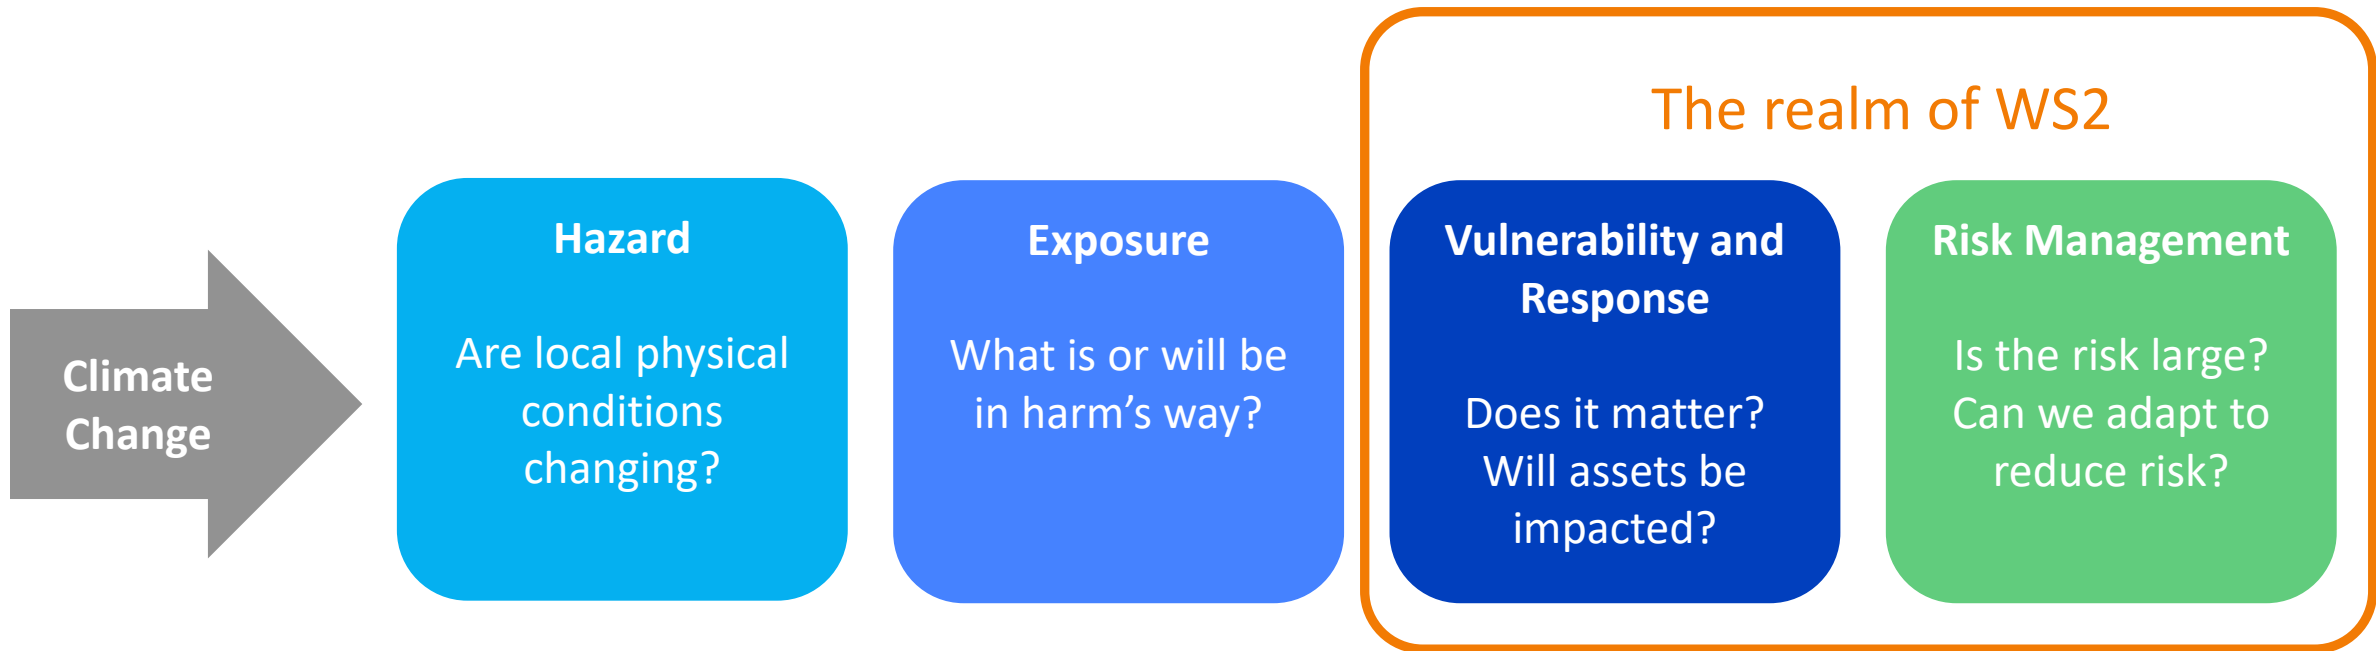 The realm of WS2
Climate
Change
Hazard
Are local physical
conditions
changing?
Exposure
What is or will be
in harm’s way?
Vulnerability and
Response
Does it matter?
Will assets be
impacted?
Risk Management
Is the risk large?
Can we adapt to
reduce risk?